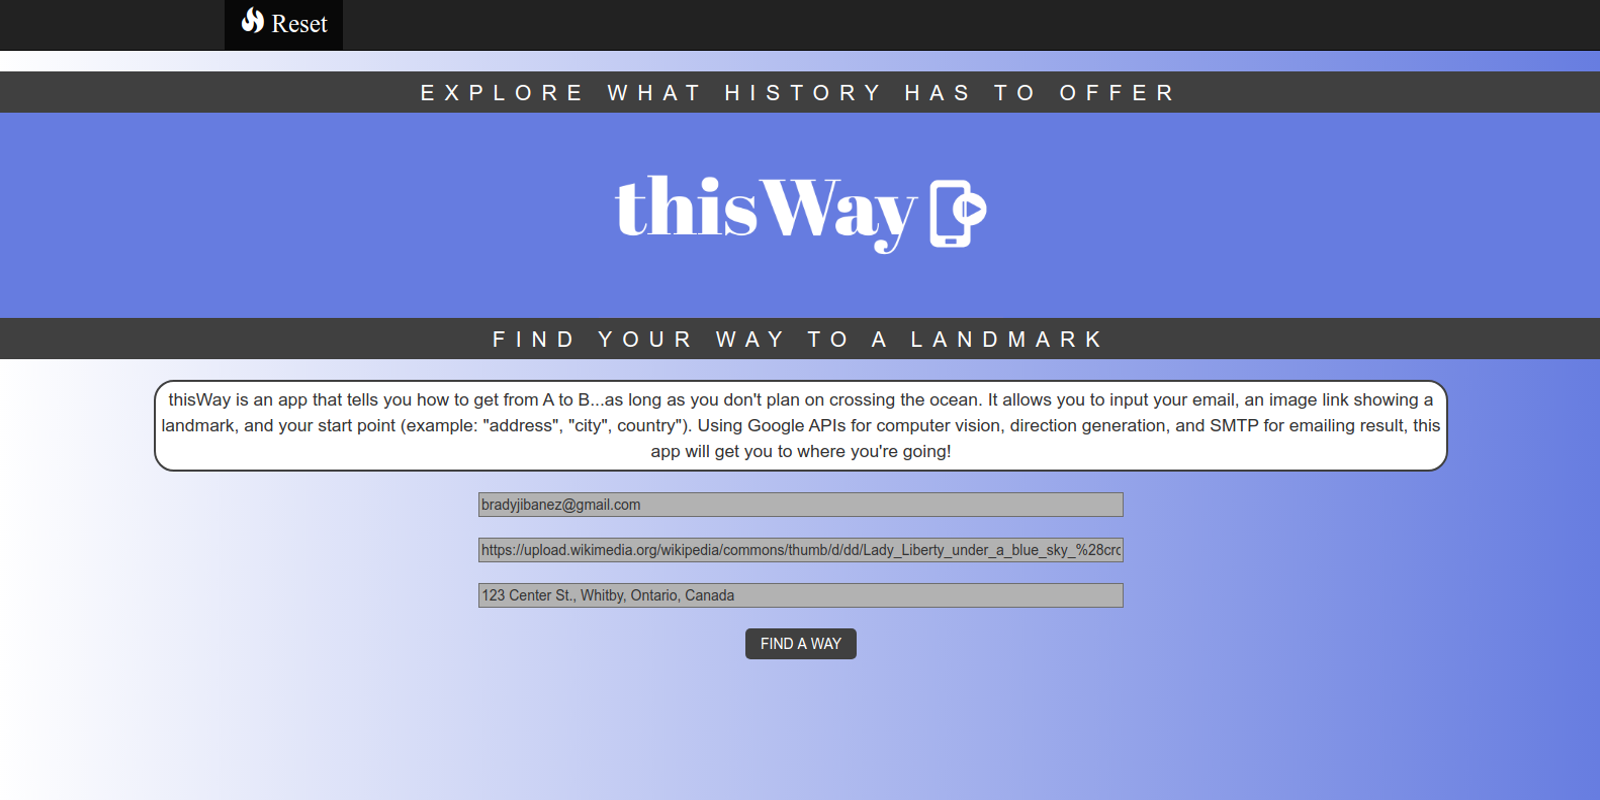 Reset
EXPLORE WHAT HISTORY HAS TO OFFER
thisWay
FIND YOUR WAY TO A LANDMARK
thisWay is an app that tells you how to get from A to B...as long as you don't plan on crossing the ocean. It allows you to input your email, an image link showing a
landmark, and your start point (example: "address", "city", country"). Using Google APIs for computer vision, direction generation, and SMTP for emailing result, this
app will get you to where you're going!
bradyjibanez@gmail.com
https://upload.wikimedia.org/wikipedia/commons/thumb/d/dd/Lady_Liberty_under_a_blue_sky_%28cro
123 Center St., Whitby, Ontario, Canada
FIND A WAY